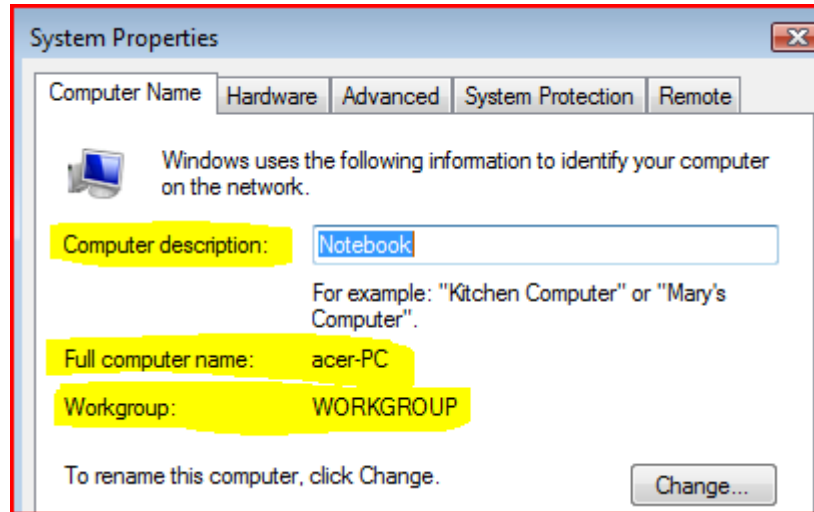 System Properties
Computer Name Hardware Advanced System Protection Remote
Windows uses the following information to identify your computer
on the network.
Computer description: Notebook
For example: "Kitchen Computer" or "Mary's
Computer".
Full computer name: acer-PC
Workgroup: WORKGROUP
To rename this computer, click Change.
Change...